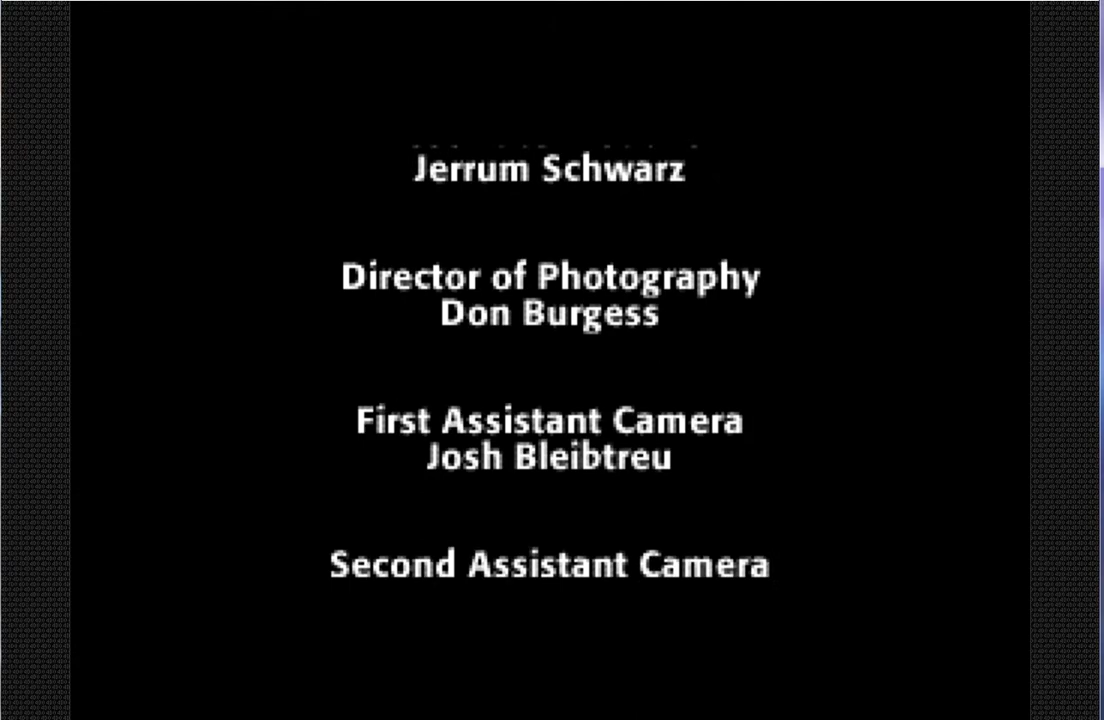 Jerrum Schwarz
Director of Photography
Don Burgess
First Assistant Camera
Josh Bleibtreu
Second Assistant Camera